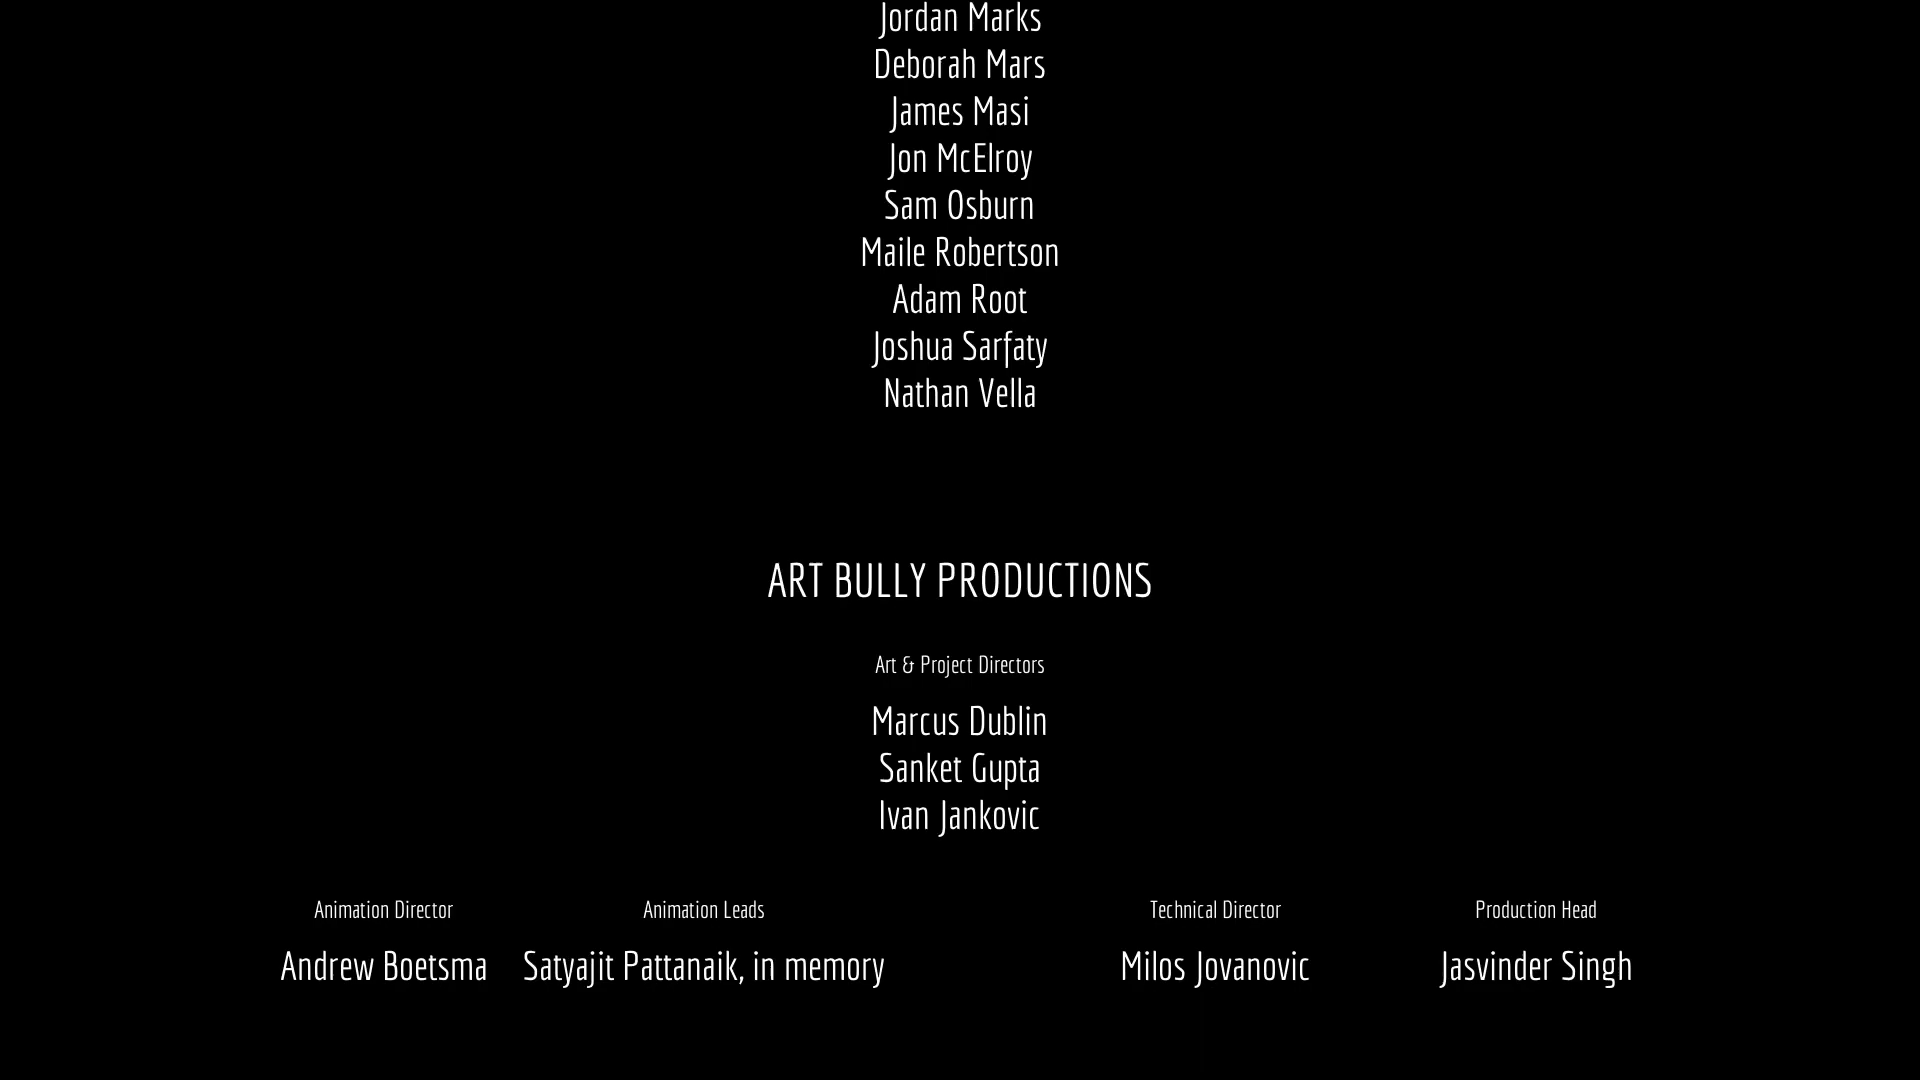 Jordan Marks
Deborah Mars
James Masi
Jon McElroy
Sam Osburn
Maile Robertson
Adam Root
Joshua Sarfaty
Nathan Vella
ART BULLY PRODUCTIONS
Art & Project Directors
Marcus Dublin
Sanket Gupta
Ivan Jankovic
Animation Director
Andrew Boetsma
Animation Leads
Satyajit Pattanaik, in memory
Technical Director
Milos Jovanovic
Production Head
Jasvinder Singh